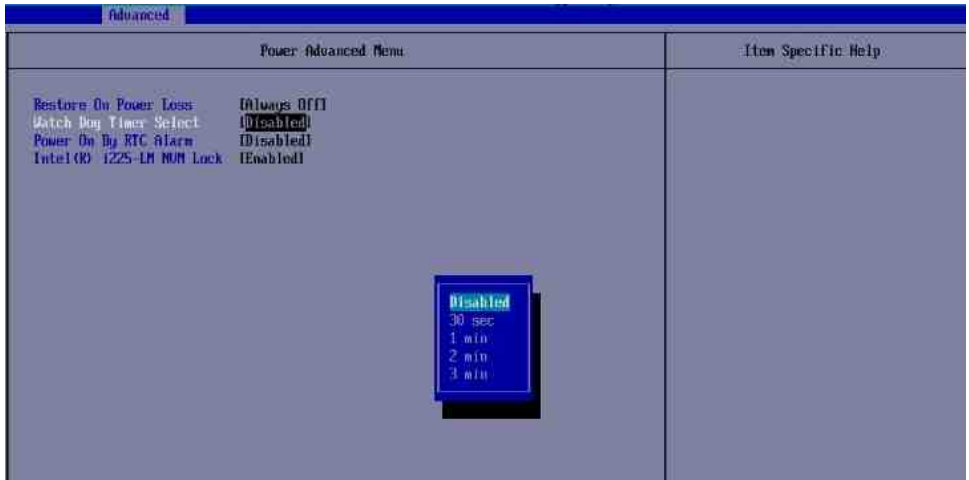 Advanced
Power Advanced Menu
Item Specific Help
Restore On Power Loss [Always Off]
Watch Dog Timer Select [Disabled]
Power On By RTC Alarm [Disabled]
Intel(R) i225-LM NVM Lock [Enabled]
Disabled
30 sec
1 min
2 min
3 min